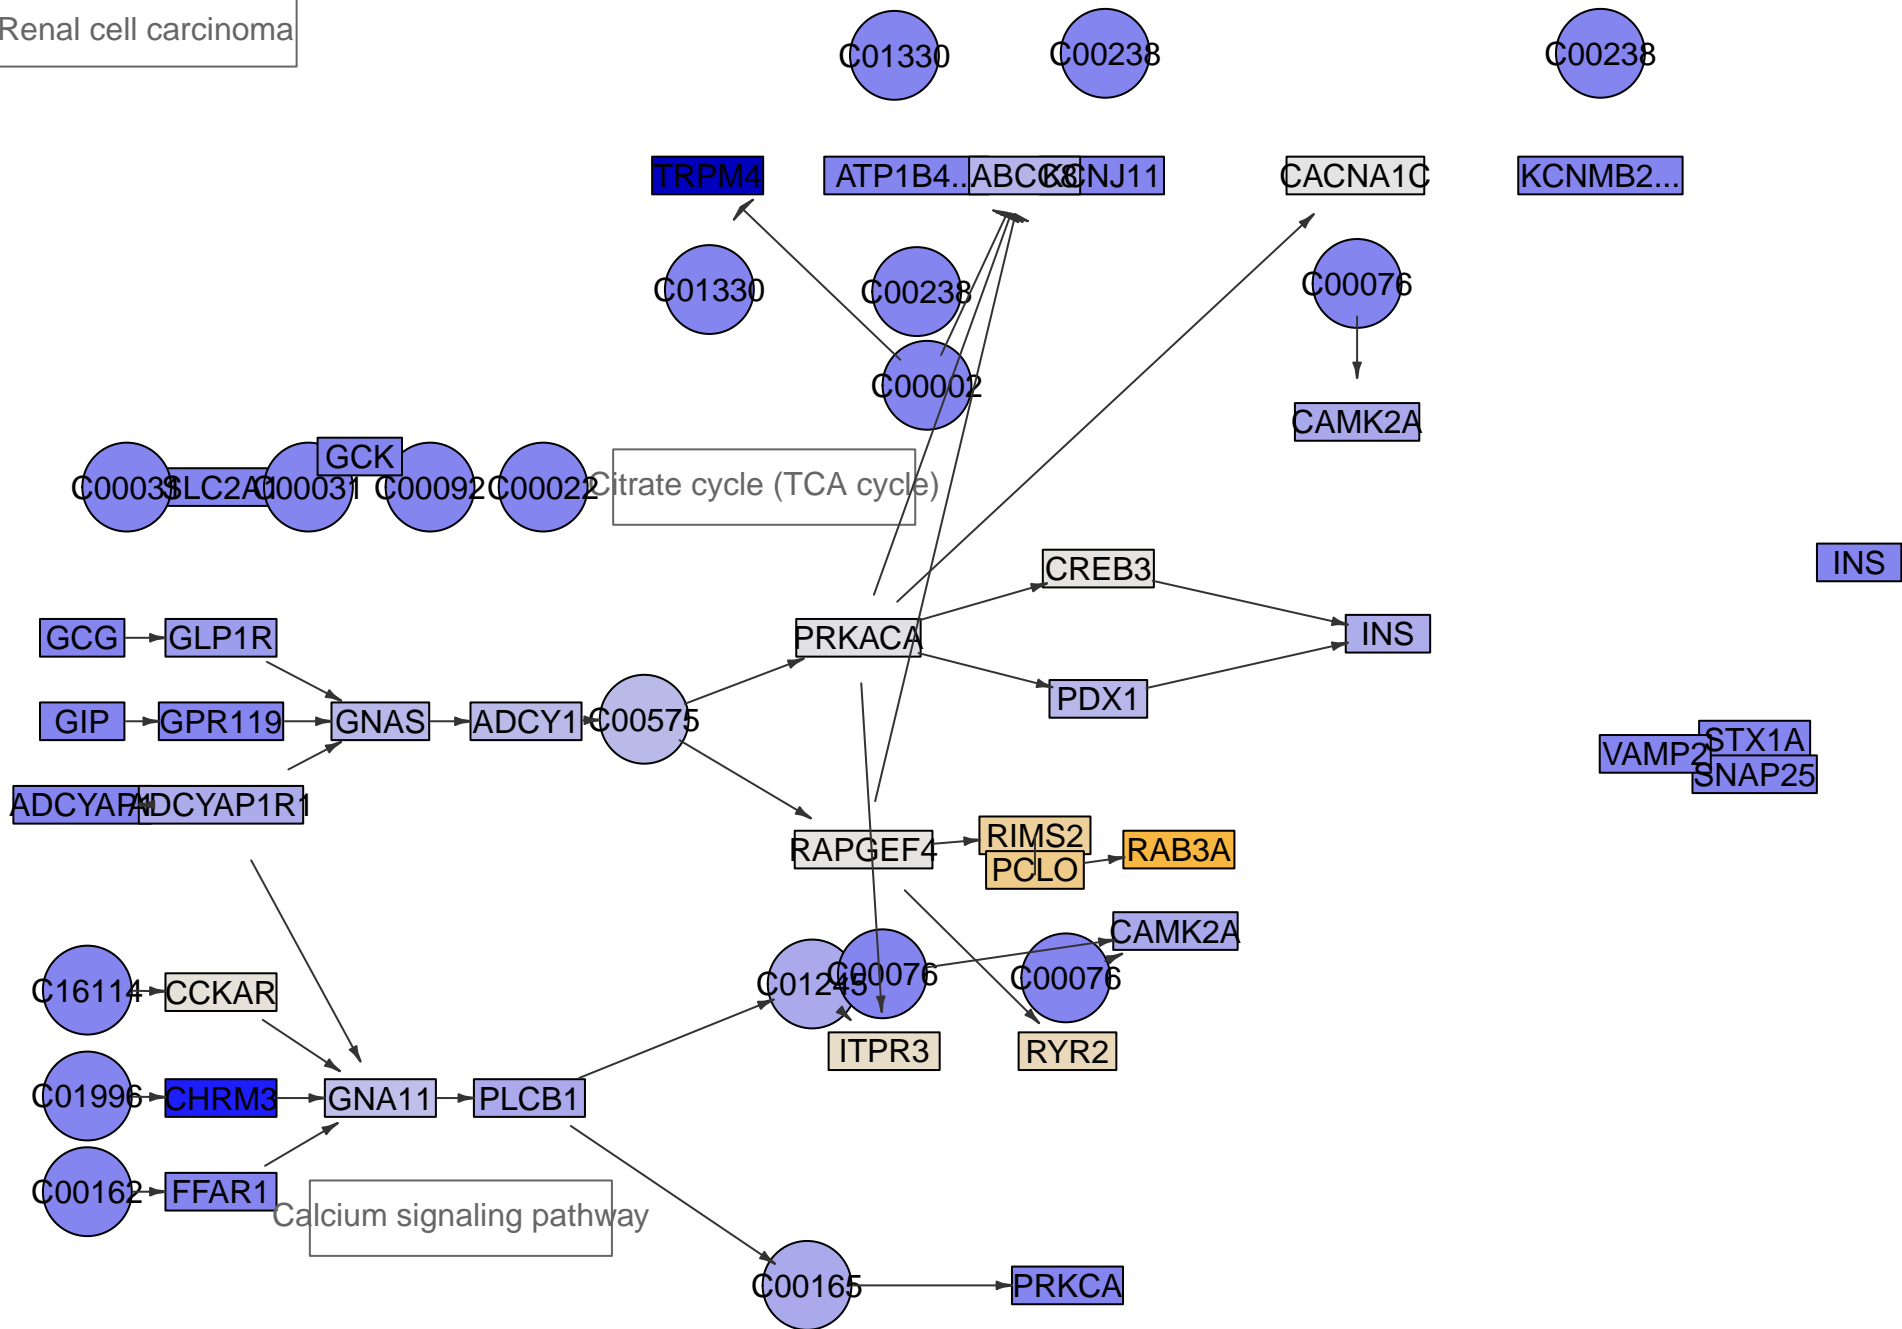 Renal cell carcinoma
C01330
C00238
C00238
TRPM4
ATP1B4...
ABCC8
KCNJ11
CACNA1C
KCNMB2...
C01330
C00238
C00076
C00002
CAMK2A
C00031
SLC2A1
C00031
GCK
C00092
C00022
Citrate cycle (TCA cycle)
CREB3
INS
GCG
GLP1R
PRKACA
INS
GIP
GPR119
GNAS
ADCY1
C00575
PDX1
STX1A
VAMP2
SNAP25
ADCYAP1
ADCYAP1R1
RAPGEF4
RIMS2
PCLO
RAB3A
CAMK2A
C16114
CCKAR
C01245
C00076
C00076
ITPR3
RYR2
C01996
CHRM3
GNA11
PLCB1
C00162
FFAR1
Calcium signaling pathway
C00165
PRKCA